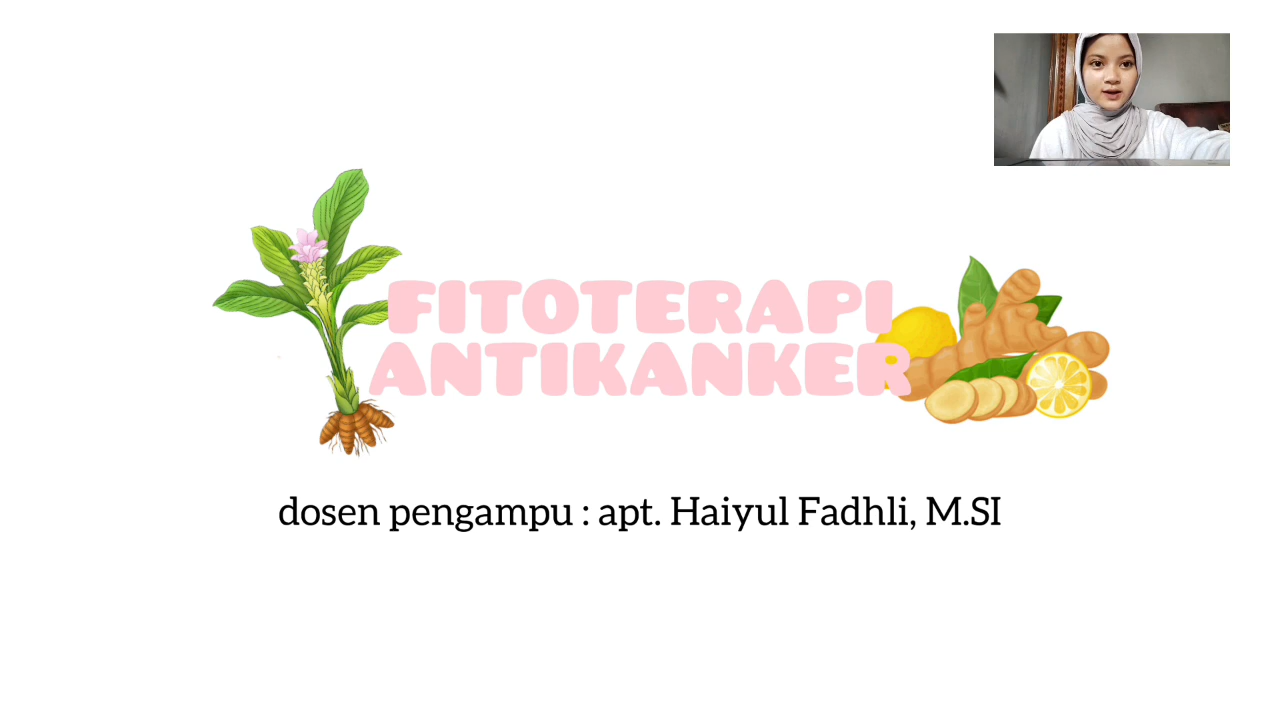 FITOTERAPI
ANTIKANKER
dosen pengampu : apt. Haiyul Fadhli, M.SI